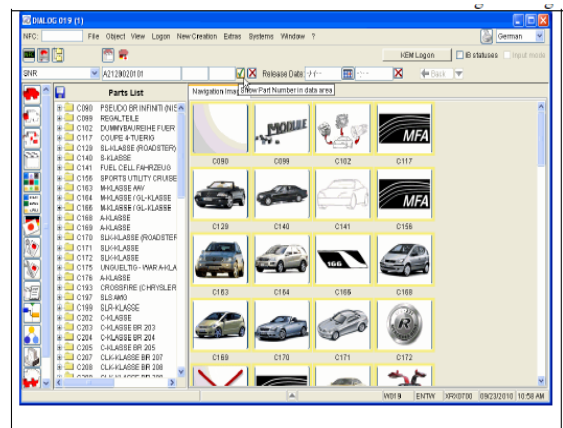 DIALOG 019 (1)
NFC: File Object View Logon New Creation Extras Systems Window ?
German
KEM Logon IB statuses Input mode
SNR A2129020101 Release Date: Back
Parts List
Navigation Imag Show Part Number in data area
C090 PSEUDO BR INFINITI (NIS
C099 REGALTEILE
C102 DUMMYBAUREIHE FUER
C117 COUPE 4-TUERIG
C129 SL-KLASSE (ROADSTER)
C140 S-KLASSE
C141 FUEL CELL FAHRZEUG
C156 SPORTS UTILITY CRUISE
C163 M-KLASSE AAV
C164 M-KLASSE / GL-KLASSE
C166 M-KLASSE / GL-KLASSE
C168 A-KLASSE
C169 A-KLASSE
C170 SLK-KLASSE (ROADSTER
C171 SLK-KLASSE
C172 SLK-KLASSE
C175 UNGUELTIG - WAR A-KLA
C176 A-KLASSE
C193 CROSSFIRE (CHRYSLER
C197 SLS AMG
C199 SLR-KLASSE
C202 C-KLASSE
C203 C-KLASSE BR 203
C204 C-KLASSE BR 204
C205 C-KLASSE BR 205
C207 CLK-KLASSE BR 207
C208 CLK-KLASSE BR 208
MODULE
MFA
C090 C099 C102 C117
MFA
C129 C140 C141 C156
166
C163 C164 C166 C168
R
C169 C170 C171 C172
W019 ENTW XRX0700 09/23/2010 10:58 AM